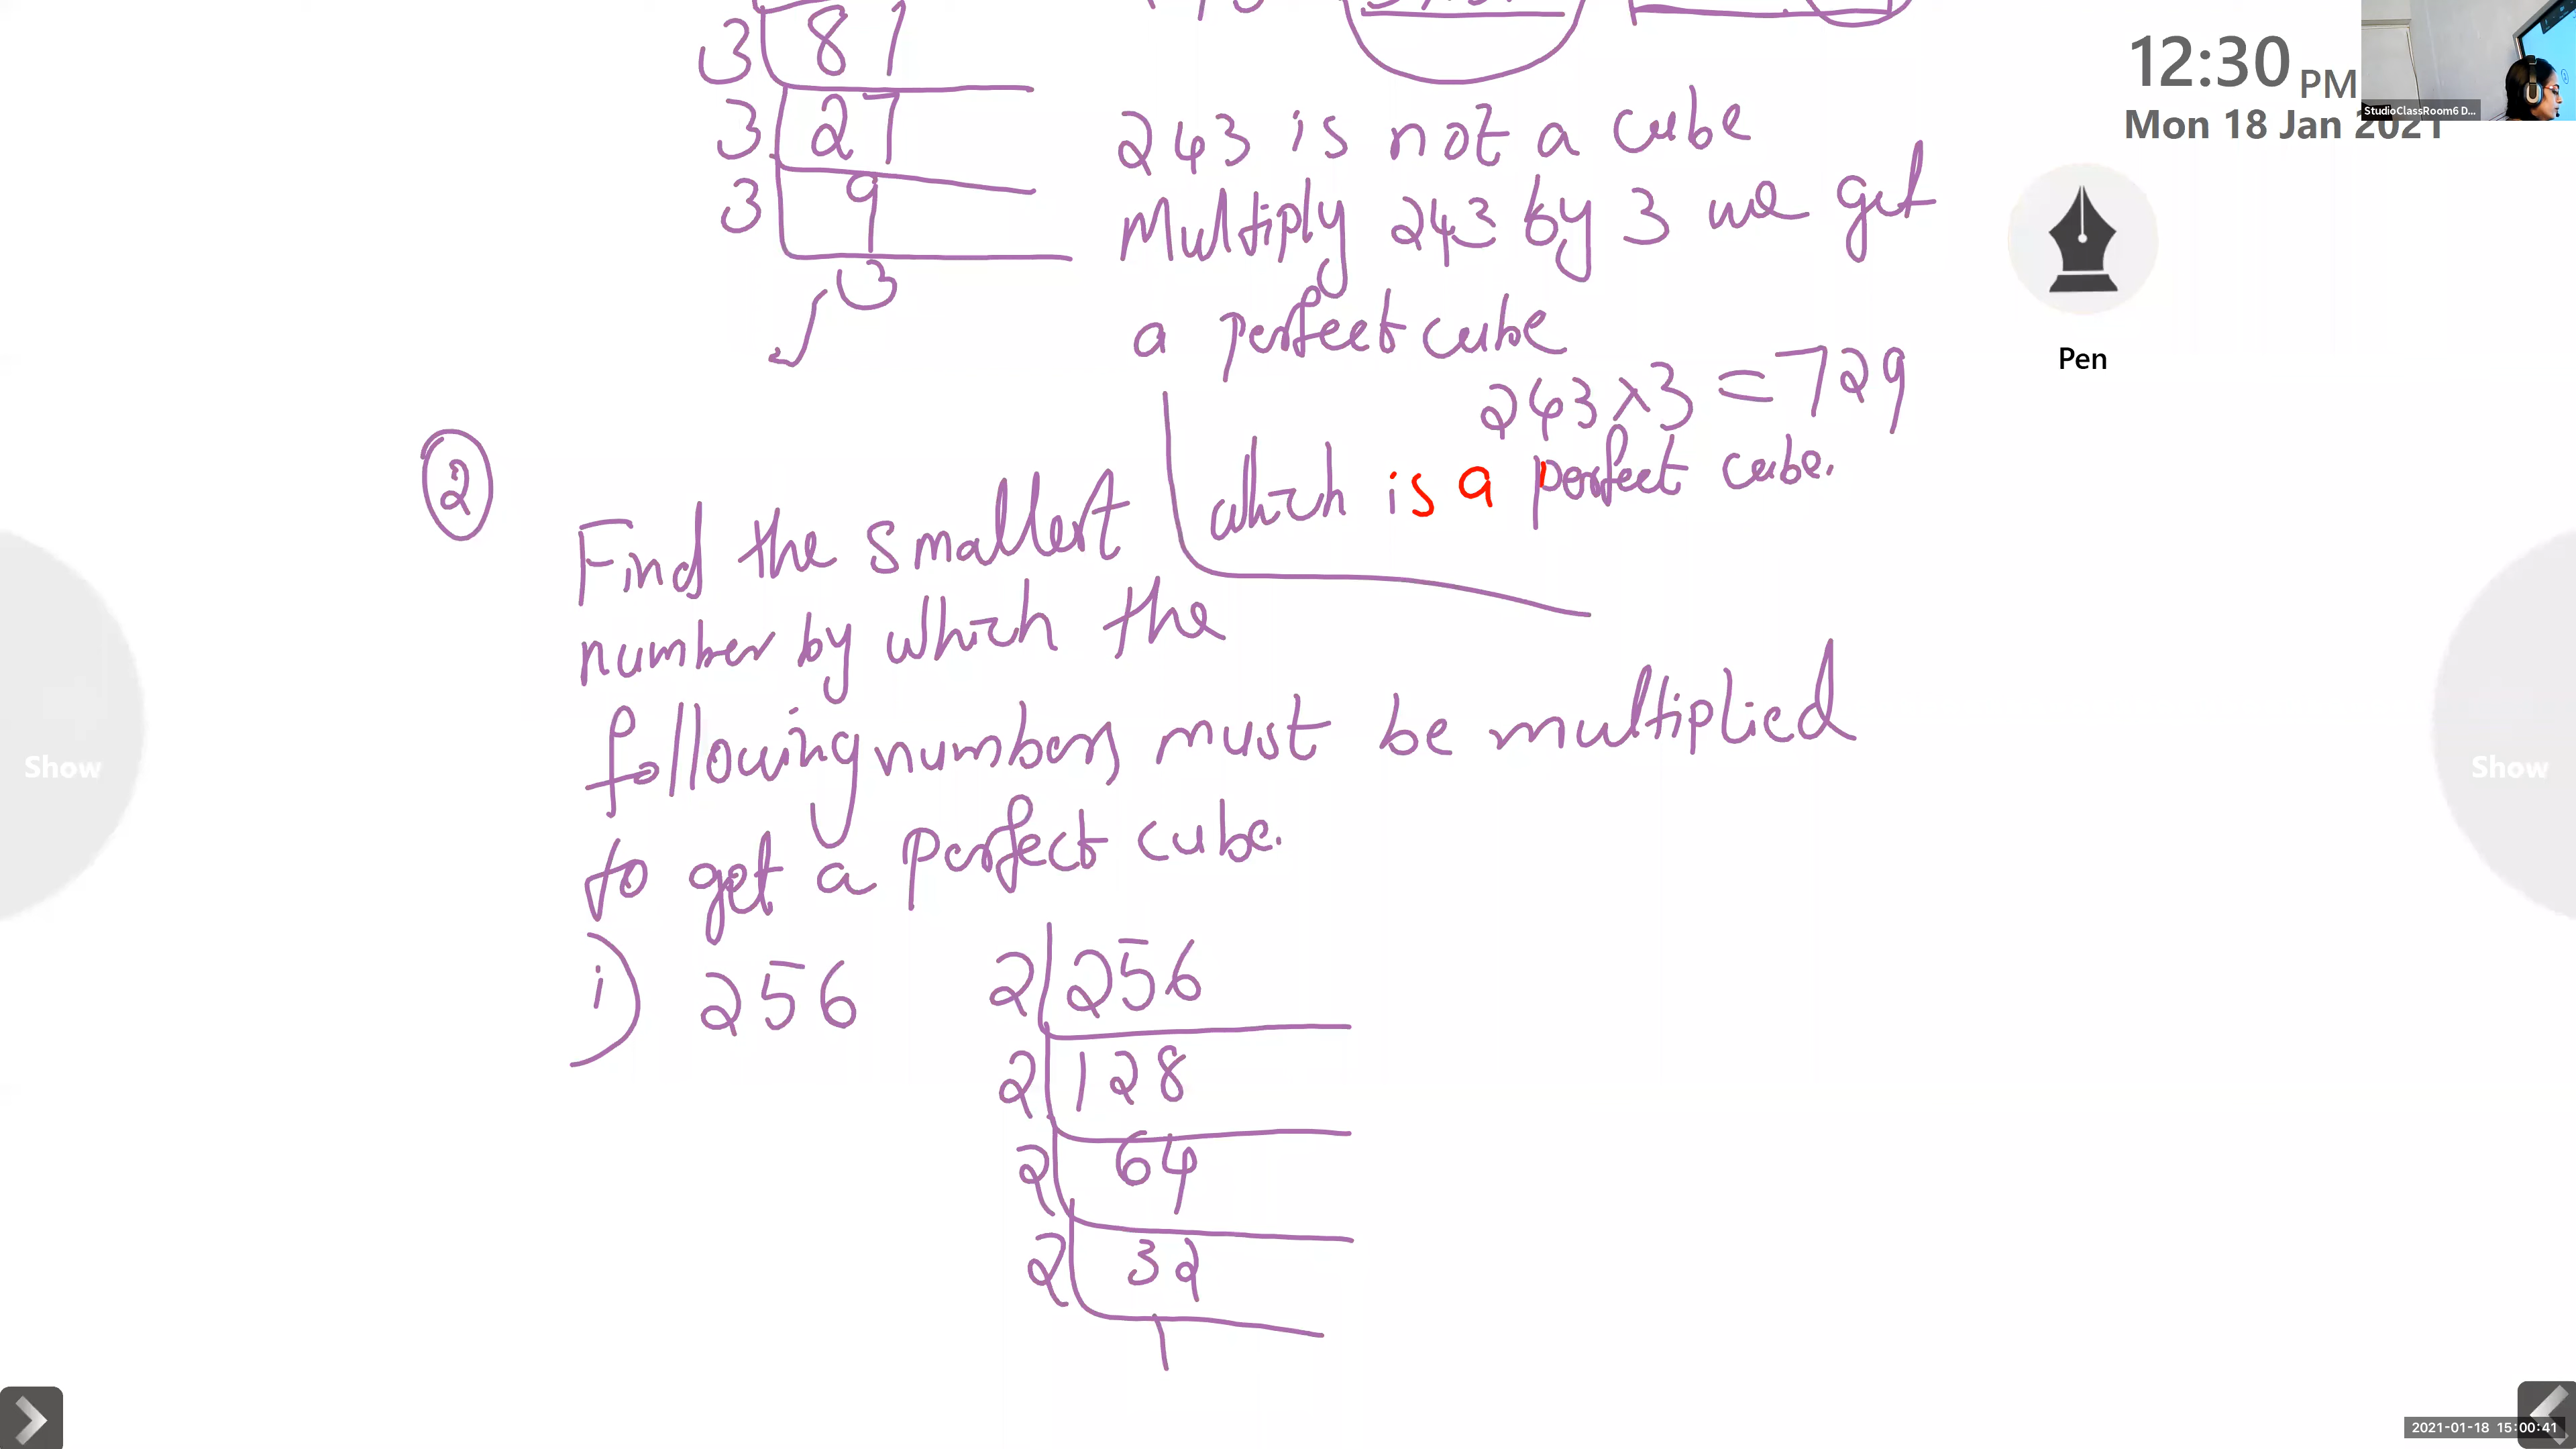 3 81
3 27
3 9
3
243 is not a cube
Multiply 243 by 3 we get
a perfect cube
243 × 3 = 729
which is a perfect cube.
2
Find the smallest
number by which the
following numbers must be multiplied
to get a perfect cube.
i) 256
2 256
2 128
2 64
2 32
1
12:30 PM
Mon 18 Jan 2021
StudioClassRoom6 D...
Pen
Show
Show
2021-01-18 15:00:41